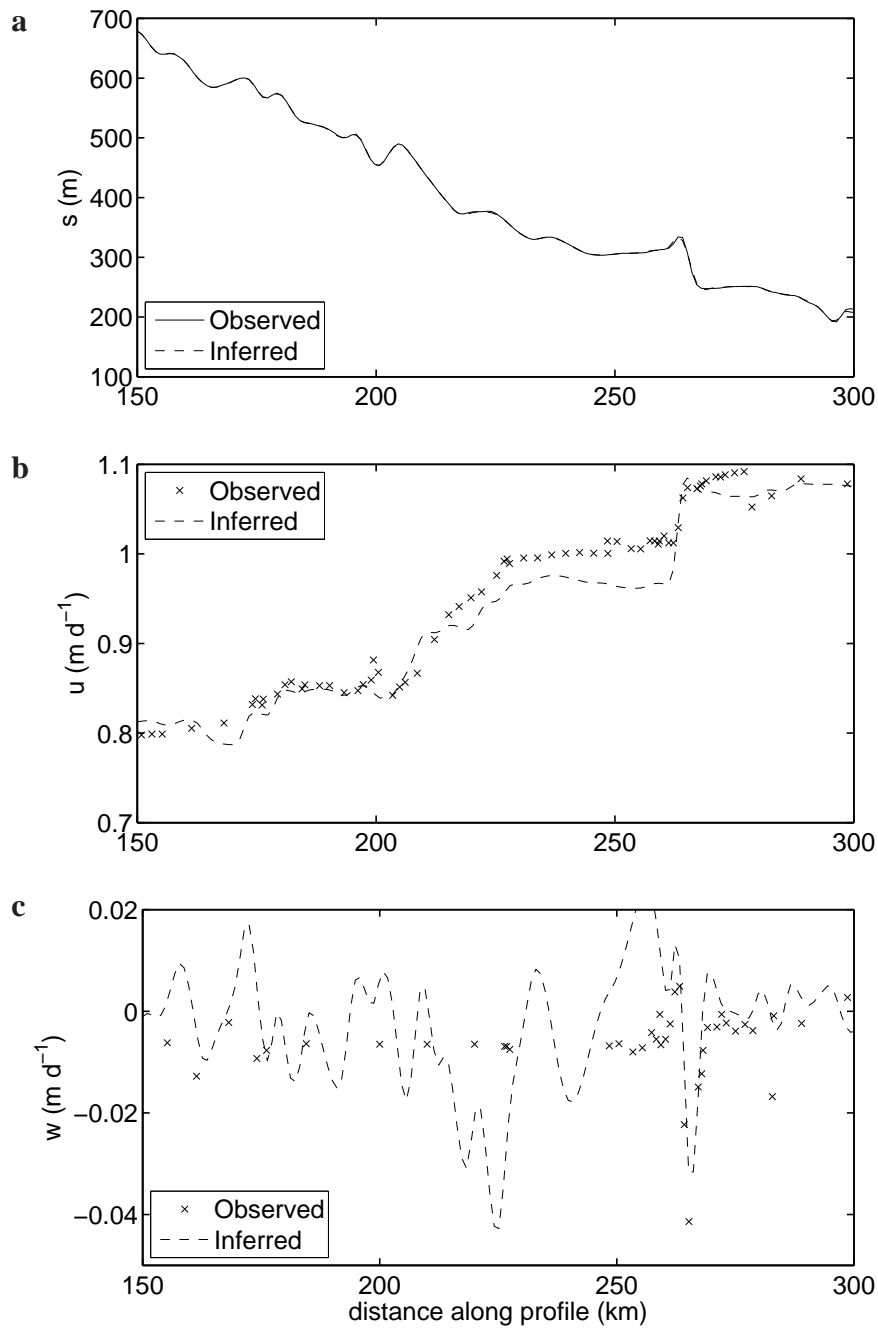 a
700
600
500
400
300
200
100
s (m)
Observed
Inferred
150 200 250 300
b
1.1
1
0.9
0.8
0.7
u (m d−1)
Observed
Inferred
150 200 250 300
c
0.02
0
−0.02
−0.04
w (m d−1)
Observed
Inferred
150 200 250 300
distance along profile (km)